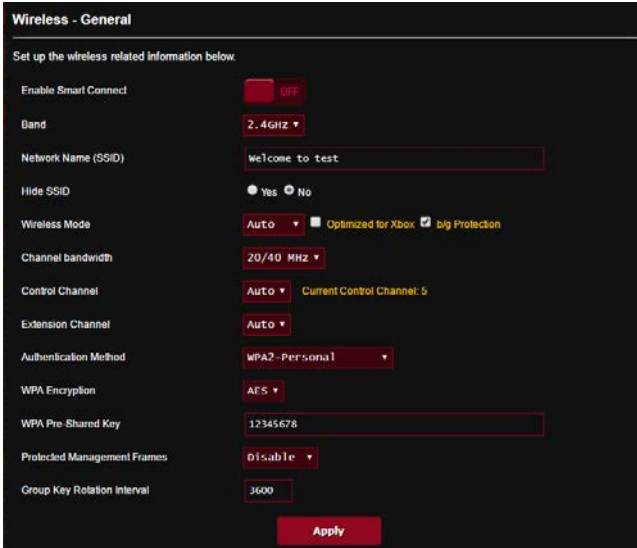 Wireless - General
Set up the wireless related information below.
Enable Smart Connect OFF
Band 2.4GHz
Network Name (SSID) Welcome to test
Hide SSID Yes No
Wireless Mode Auto Optimized for Xbox b/g Protection
Channel bandwidth 20/40 MHz
Control Channel Auto Current Control Channel: 5
Extension Channel Auto
Authentication Method WPA2-Personal
WPA Encryption AES
WPA Pre-Shared Key 12345678
Protected Management Frames Disable
Group Key Rotation Interval 3600
Apply